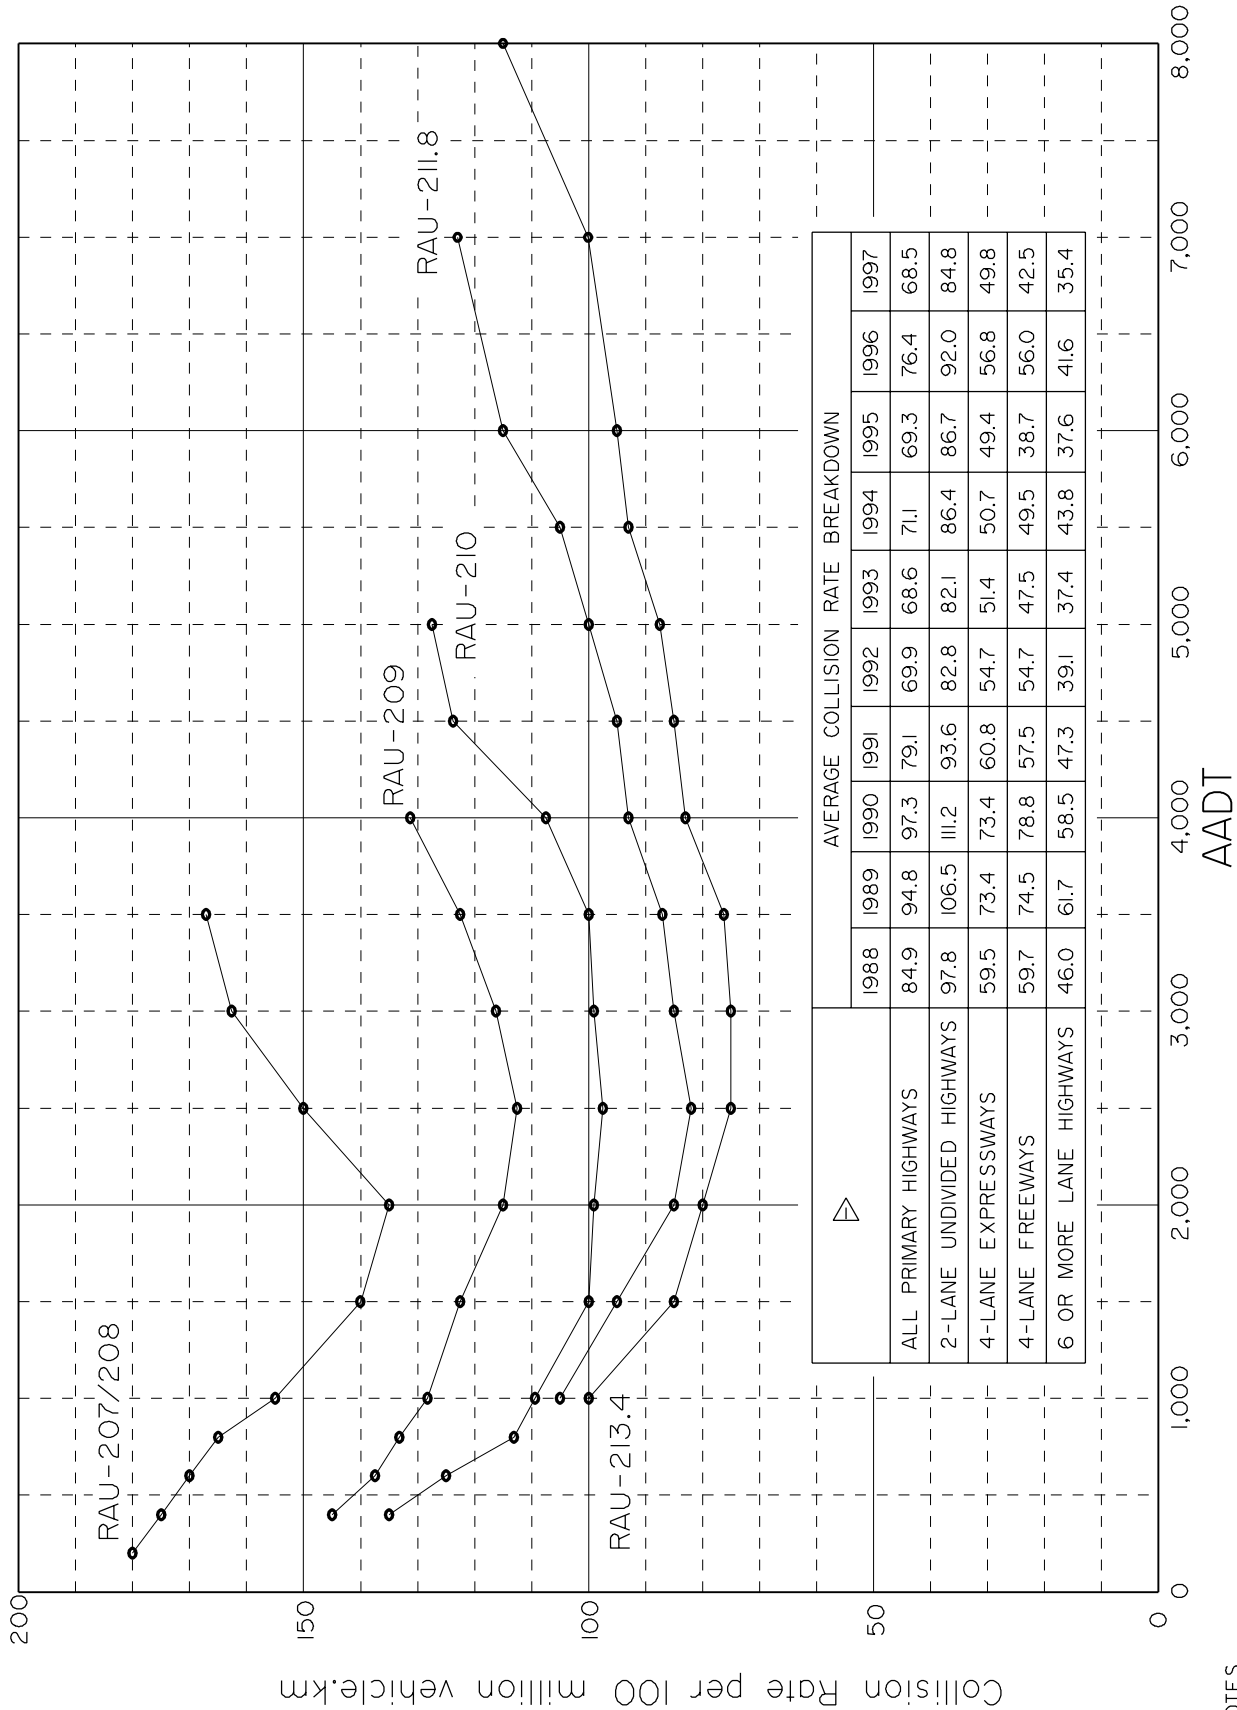 Collision Rate per 100 million vehicle.km
200
150
100
50
0
RAU-207/208
RAU-209
RAU-210
RAU-211.8
RAU-213.4
AVERAGE COLLISION RATE BREAKDOWN
1
1988 1989 1990 1991 1992 1993 1994 1995 1996 1997
ALL PRIMARY HIGHWAYS 84.9 94.8 97.3 79.1 69.9 68.6 71.1 69.3 76.4 68.5
2-LANE UNDIVIDED HIGHWAYS 97.8 106.5 111.2 93.6 82.8 82.1 86.4 86.7 92.0 84.8
4-LANE EXPRESSWAYS 59.5 73.4 73.4 60.8 54.7 51.4 50.7 49.4 56.8 49.8
4-LANE FREEWAYS 59.7 74.5 78.8 57.5 54.7 47.5 49.5 38.7 56.0 42.5
6 OR MORE LANE HIGHWAYS 46.0 61.7 58.5 47.3 39.1 37.4 43.8 37.6 41.6 35.4
0 1,000 2,000 3,000 4,000 5,000 6,000 7,000 8,000
AADT